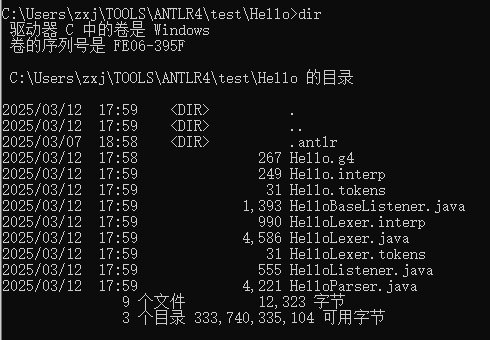 C:\Users\zxj\TOOLS\ANTLR4\test\Hello>dir
驱动器 C 中的卷是 Windows
卷的序列号是 FE06-395F
C:\Users\zxj\TOOLS\ANTLR4\test\Hello 的目录
2025/03/12  17:59    <DIR>          .
2025/03/12  17:59    <DIR>          ..
2025/03/07  18:58    <DIR>          .antlr
2025/03/12  17:58               267 Hello.g4
2025/03/12  17:59               249 Hello.interp
2025/03/12  17:59                31 Hello.tokens
2025/03/12  17:59             1,393 HelloBaseListener.java
2025/03/12  17:59               990 HelloLexer.interp
2025/03/12  17:59             4,586 HelloLexer.java
2025/03/12  17:59                31 HelloLexer.tokens
2025/03/12  17:59               555 HelloListener.java
2025/03/12  17:59             4,221 HelloParser.java
9 个文件         12,323 字节
3 个目录 333,740,335,104 可用字节